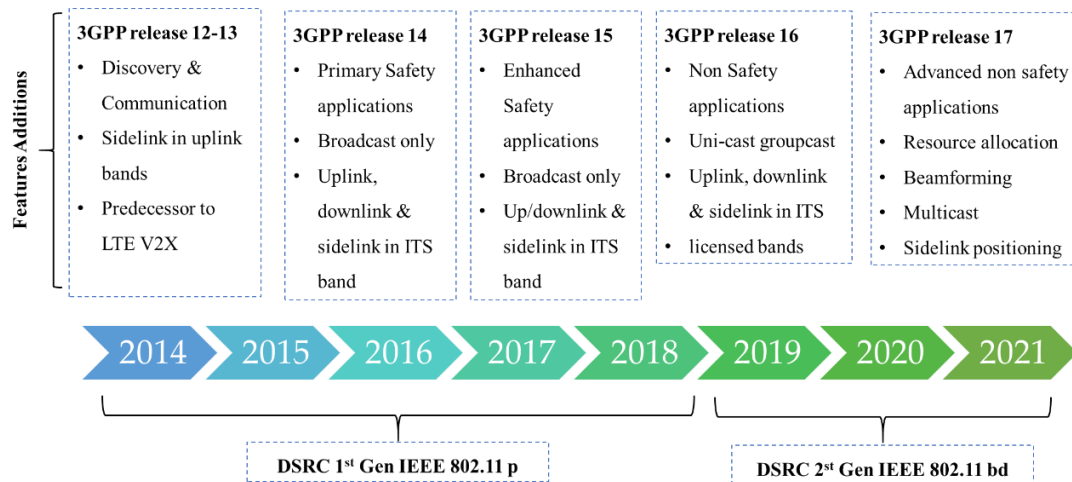 Features Additions
3GPP release 12-13
• Discovery &
Communication
• Sidelink in uplink
bands
• Predecessor to
LTE V2X
3GPP release 14
• Primary Safety
applications
• Broadcast only
• Uplink,
downlink &
sidelink in ITS
band
3GPP release 15
• Enhanced
Safety
applications
• Broadcast only
• Up/downlink &
sidelink in ITS
band
3GPP release 16
• Non Safety
applications
• Uni-cast groupcast
• Uplink, downlink
& sidelink in ITS
• licensed bands
3GPP release 17
• Advanced non safety
applications
• Resource allocation
• Beamforming
• Multicast
• Sidelink positioning
2014 2015 2016 2017 2018 2019 2020 2021
DSRC 1st Gen IEEE 802.11 p
DSRC 2st Gen IEEE 802.11 bd